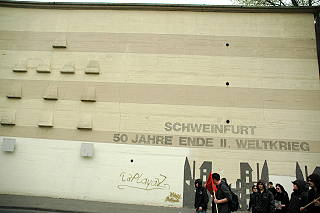 SCHWEINFURT
50 JAHRE ENDE II. WELTKRIEG